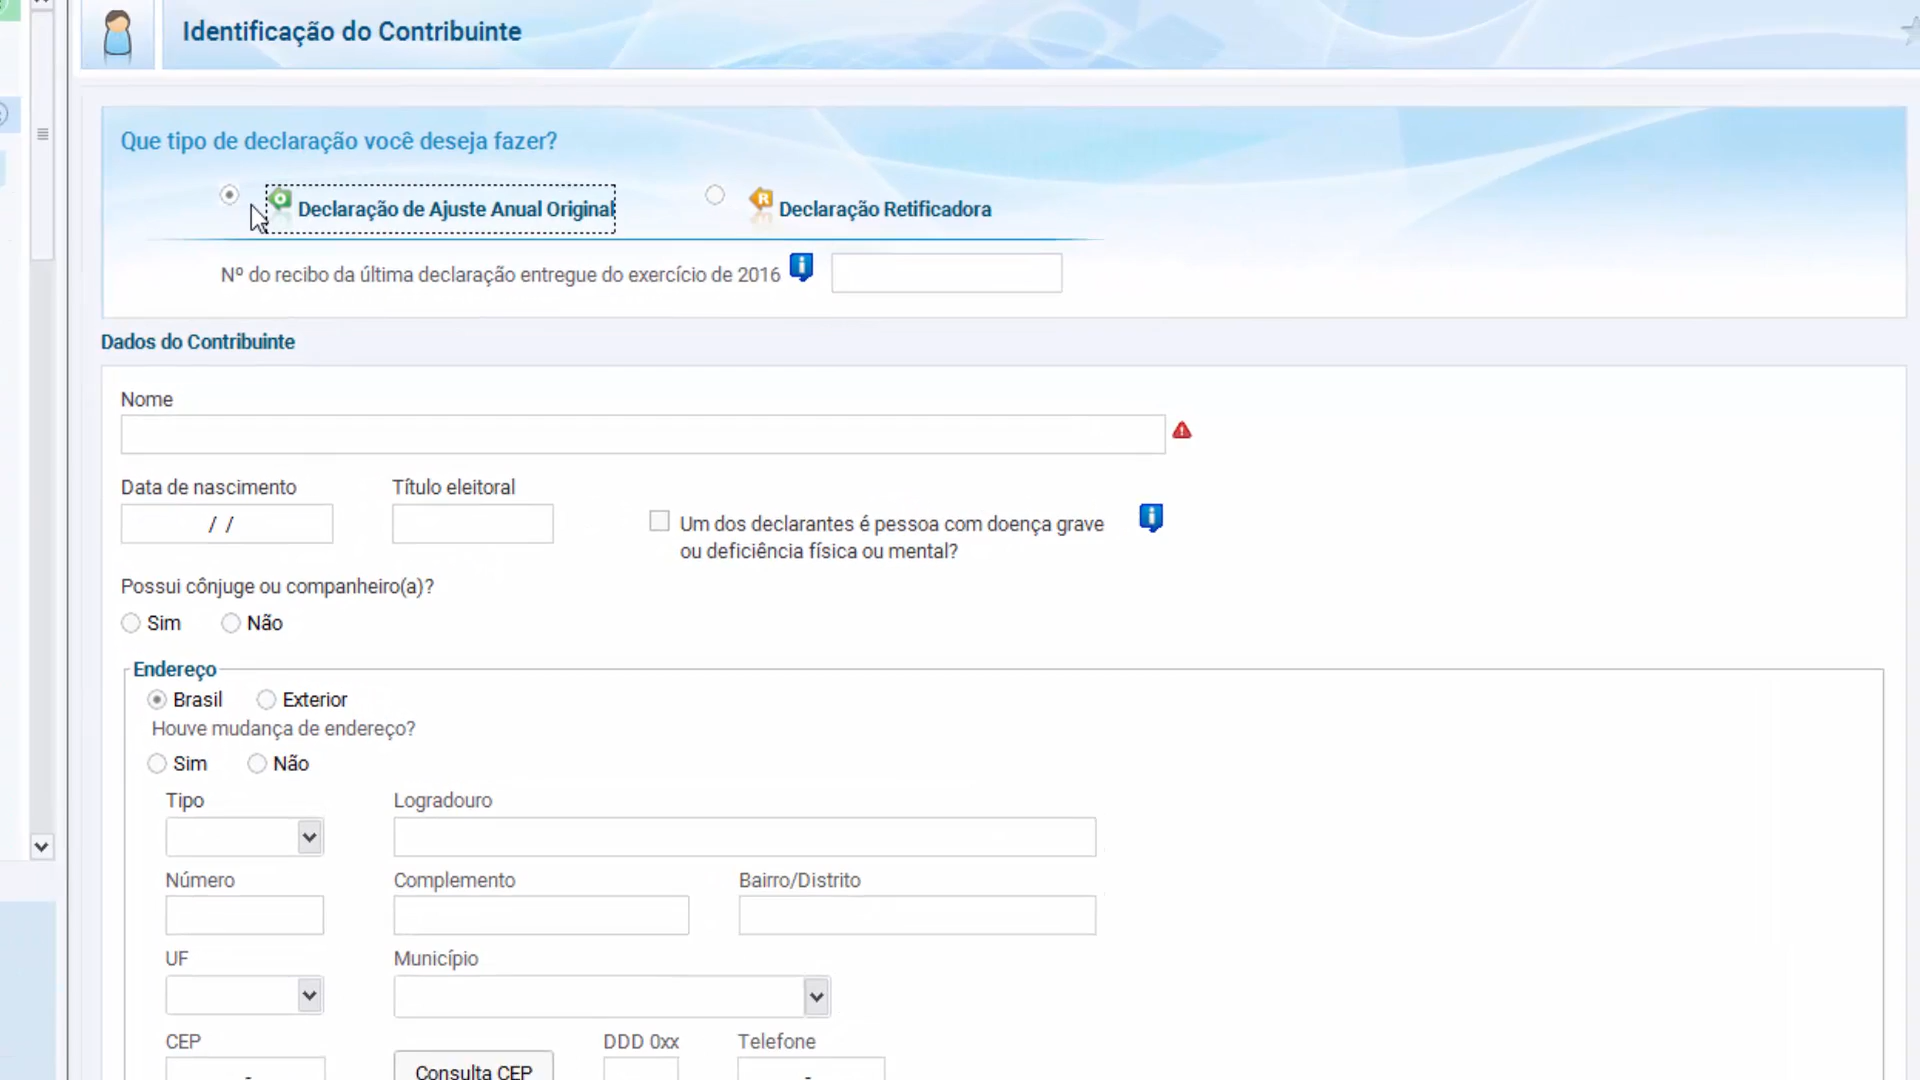 Identificação do Contribuinte
Que tipo de declaração você deseja fazer?
Declaração de Ajuste Anual Original
Declaração Retificadora
Nº do recibo da última declaração entregue do exercício de 2016
Dados do Contribuinte
Nome
Data de nascimento
Título eleitoral
/ /
Um dos declarantes é pessoa com doença grave
ou deficiência física ou mental?
Possui cônjuge ou companheiro(a)?
Sim
Não
Endereço
Brasil
Exterior
Houve mudança de endereço?
Sim
Não
Tipo
Logradouro
Número
Complemento
Bairro/Distrito
UF
Município
CEP
DDD 0xx
Telefone
-
Consulta CEP
-